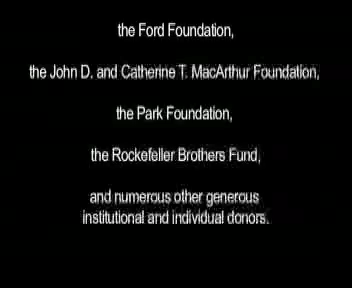 the Ford Foundation,
the John D. and Catherine T. MacArthur Foundation,
the Park Foundation,
the Rockefeller Brothers Fund,
and numerous other generous
institutional and individual donors.